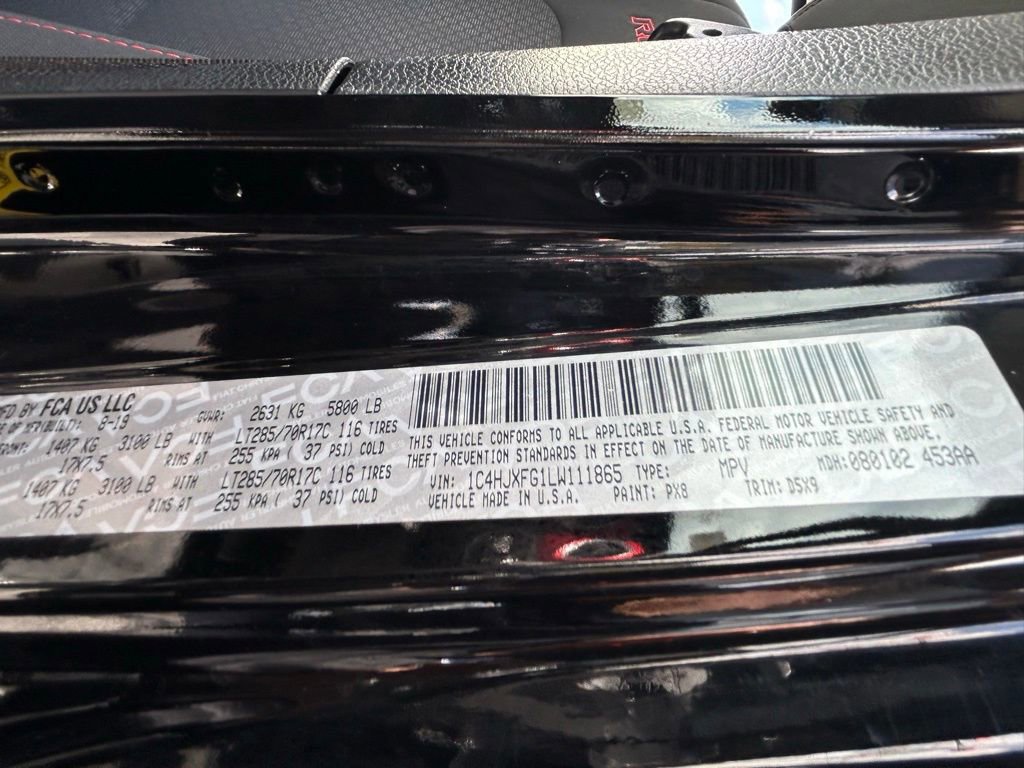 MFD BY FCA US LLC
DATE OF VEH BUILD: 8-19
GVWR: 2631 KG 5800 LB
FRONT: 1407 KG 3100 LB WITH LT285/70R17C 116 TIRES
17X7.5 RIMS AT 255 KPA ( 37 PSI) COLD
1407 KG 3100 LB WITH LT285/70R17C 116 TIRES
17X7.5 RIMS AT 255 KPA ( 37 PSI) COLD
THIS VEHICLE CONFORMS TO ALL APPLICABLE U.S.A. FEDERAL MOTOR VEHICLE SAFETY AND
THEFT PREVENTION STANDARDS IN EFFECT ON THE DATE OF MANUFACTURE SHOWN ABOVE.
VIN: 1C4HJXFG1LW111865 TYPE: MPV MDH:080102 453AA
VEHICLE MADE IN U.S.A. PAINT: PX8 TRIM: D5X9